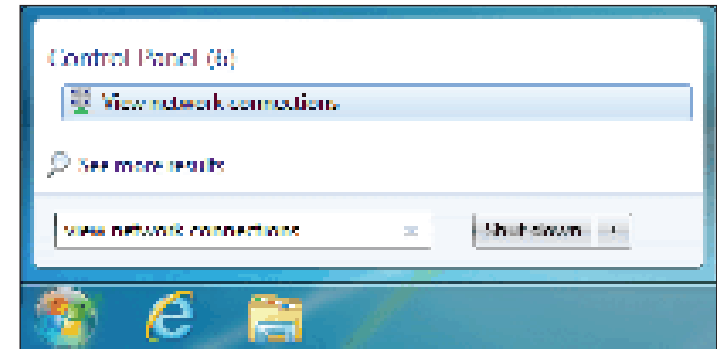 Control Panel (6)
View network connections
See more results
view network connections
Shut down